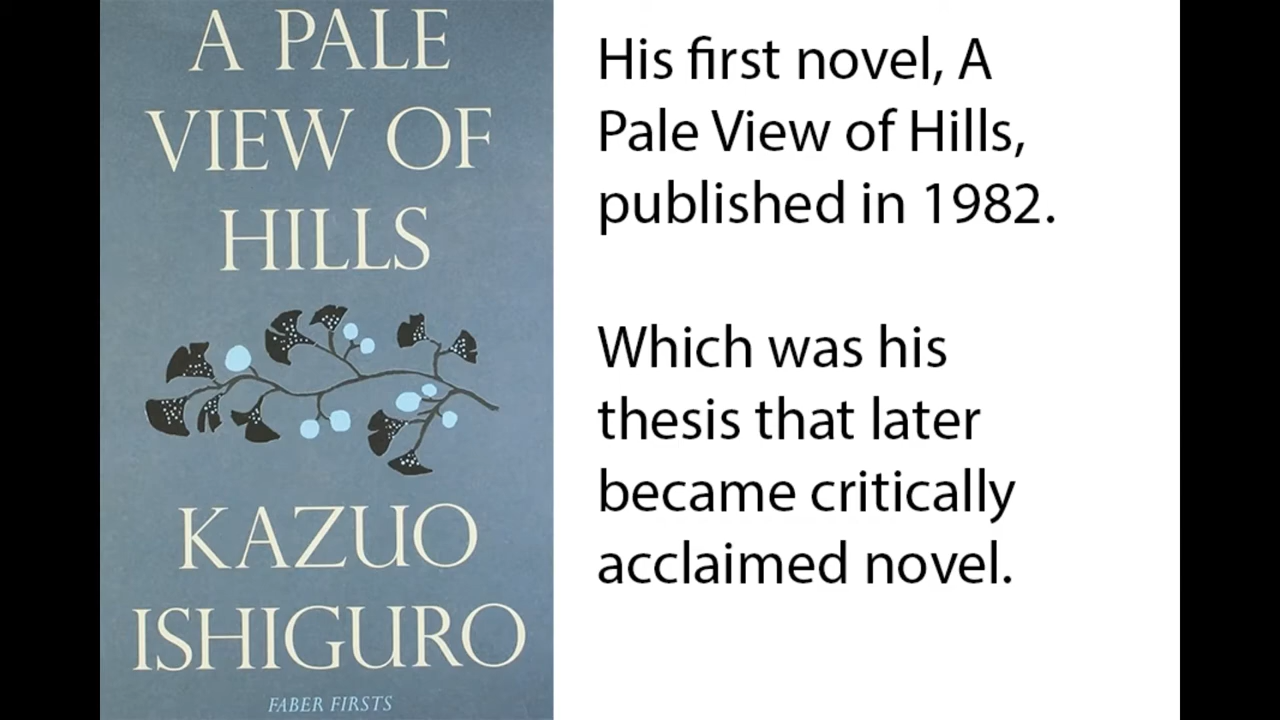 A PALE
VIEW OF
HILLS
KAZUO
ISHIGURO
FABER FIRSTS
His first novel, A
Pale View of Hills,
published in 1982.
Which was his
thesis that later
became critically
acclaimed novel.